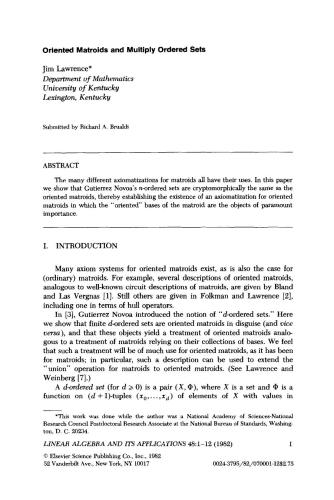 Oriented Matroids and Multiply Ordered Sets
Jim Lawrence*
Department of Mathematics
University of Kentucky
Lexington, Kentucky
Submitted by Richard A. Brualdi
ABSTRACT
The many different axiomatizations for matroids all have their uses. In this paper
we show that Gutierrez Novoa's n-ordered sets are cryptomorphically the same as the
oriented matroids, thereby establishing the existence of an axiomatization for oriented
matroids in which the "oriented" bases of the matroid are the objects of paramount
importance.
I. INTRODUCTION
Many axiom systems for oriented matroids exist, as is also the case for
(ordinary) matroids. For example, several descriptions of oriented matroids,
analogous to well-known circuit descriptions of matroids, are given by Bland
and Las Vergnas [1]. Still others are given in Folkman and Lawrence [2],
including one in terms of hull operators.
In [3], Gutierrez Novoa introduced the notion of "d-ordered sets." Here
we show that finite d-ordered sets are oriented matroids in disguise (and vice
versa), and that these objects yield a treatment of oriented matroids analo-
gous to a treatment of matroids relying on their collections of bases. We feel
that such a treatment will be of much use for oriented matroids, as it has been
for matroids; in particular, such a description can be used to extend the
"union" operation for matroids to oriented matroids. (See Lawrence and
Weinberg [7].)
A d-ordered set (for d ≥ 0) is a pair (X, Φ), where X is a set and Φ is a
function on (d + 1)-tuples (x₀,...,x_d) of elements of X with values in
*This work was done while the author was a National Academy of Sciences-National
Research Council Postdoctoral Research Associate at the National Bureau of Standards, Washing-
ton, D. C. 20234.
LINEAR ALGEBRA AND ITS APPLICATIONS 48:1-12 (1982) 1
© Elsevier Science Publishing Co., Inc., 1982
52 Vanderbilt Ave., New York, NY 10017 0024-3795/82/070001-12$2.75